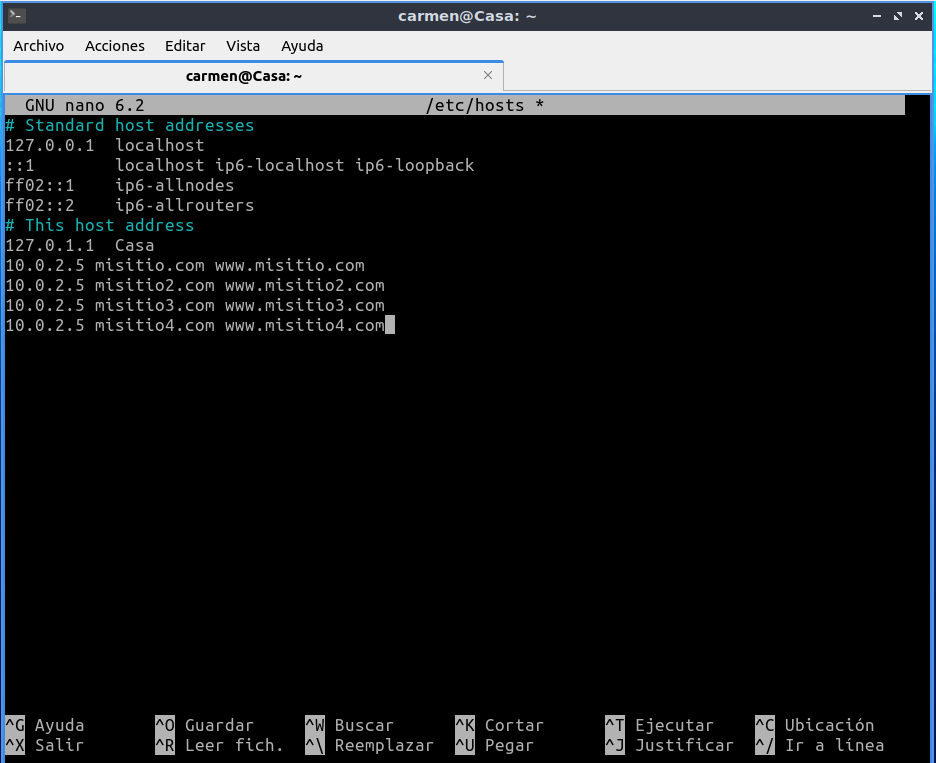 carmen@Casa: ~
Archivo Acciones Editar Vista Ayuda
carmen@Casa: ~
GNU nano 6.2 /etc/hosts *
# Standard host addresses
127.0.0.1  localhost
::1        localhost ip6-localhost ip6-loopback
ff02::1    ip6-allnodes
ff02::2    ip6-allrouters
# This host address
127.0.1.1  Casa
10.0.2.5 misitio.com www.misitio.com
10.0.2.5 misitio2.com www.misitio2.com
10.0.2.5 misitio3.com www.misitio3.com
10.0.2.5 misitio4.com www.misitio4.com
^G Ayuda ^O Guardar ^W Buscar ^K Cortar ^T Ejecutar ^C Ubicación
^X Salir ^R Leer fich. ^\ Reemplazar ^U Pegar ^J Justificar ^/ Ir a línea